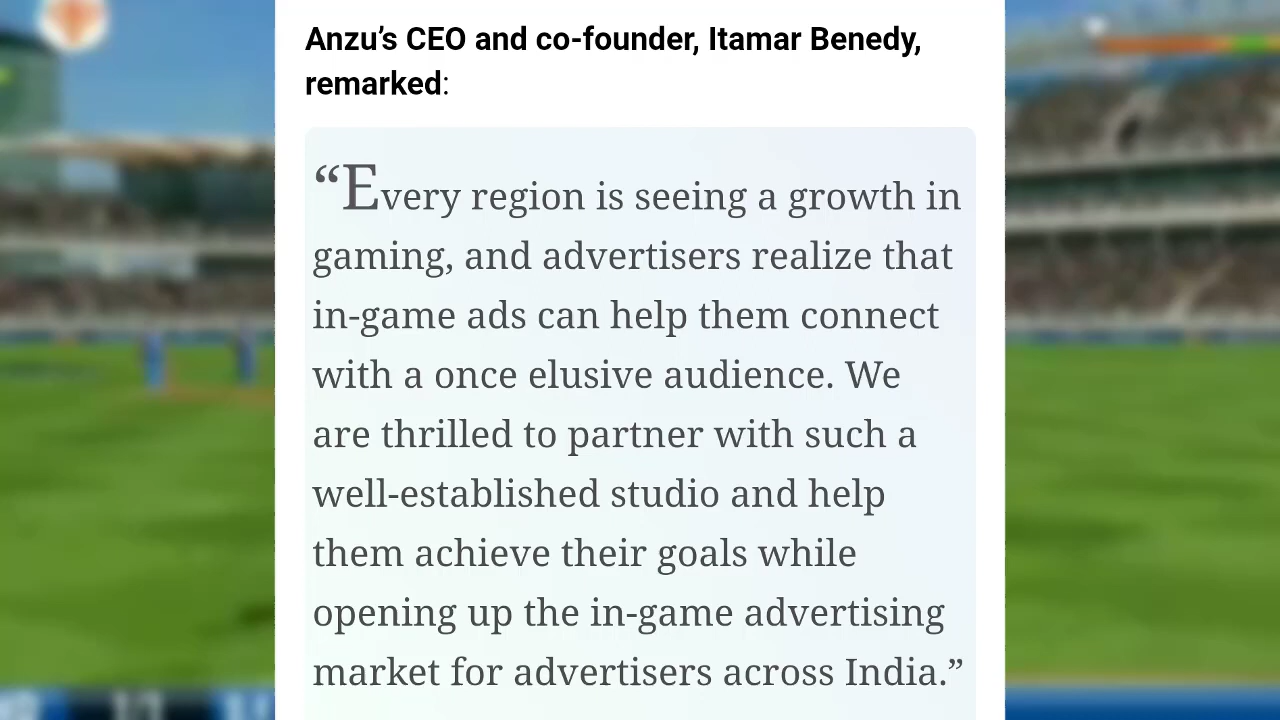 Anzu’s CEO and co-founder, Itamar Benedy,
remarked:
“Every region is seeing a growth in
gaming, and advertisers realize that
in-game ads can help them connect
with a once elusive audience. We
are thrilled to partner with such a
well-established studio and help
them achieve their goals while
opening up the in-game advertising
market for advertisers across India.”